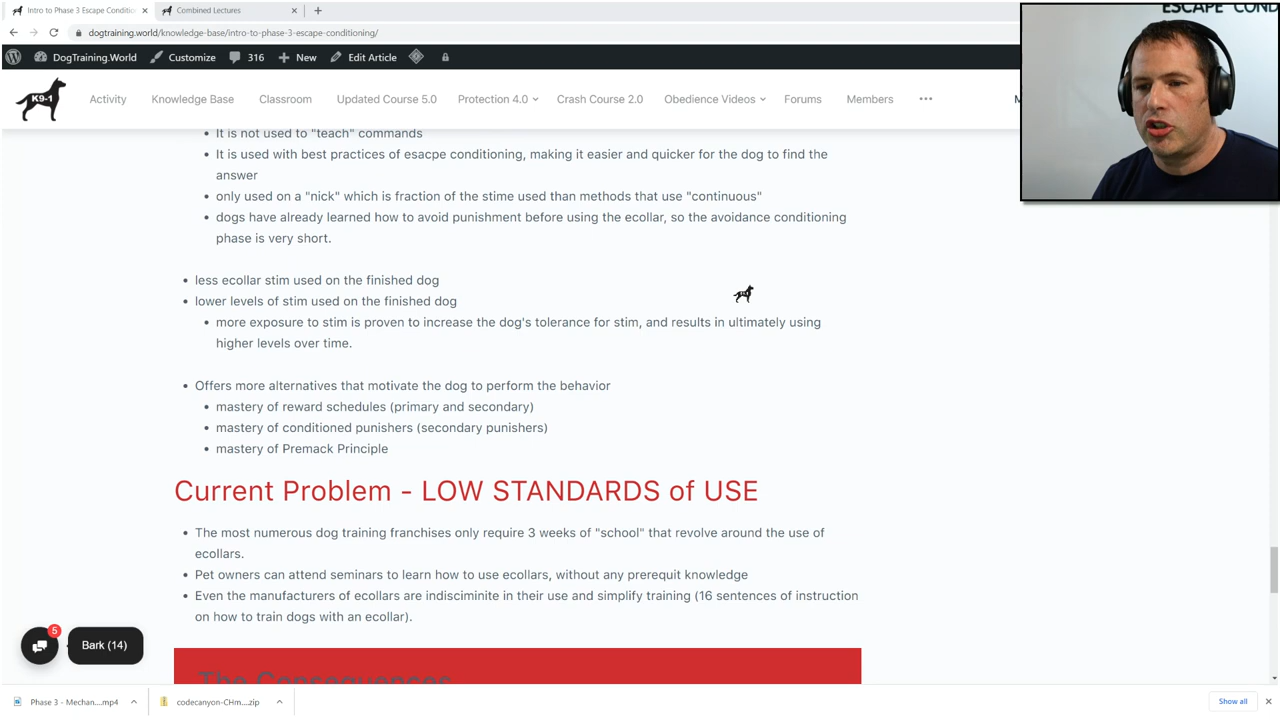 Intro to Phase 3 Escape Conditio
Combined Lectures
dogtraining.world/knowledge-base/intro-to-phase-3-escape-conditioning/
ESCAPE COND
DogTraining.World Customize 316 New Edit Article
K9-1
Activity Knowledge Base Classroom Updated Course 5.0 Protection 4.0 Crash Course 2.0 Obedience Videos Forums Members M
It is not used to "teach" commands
It is used with best practices of esacpe conditioning, making it easier and quicker for the dog to find the
answer
only used on a "nick" which is fraction of the stime used than methods that use "continuous"
dogs have already learned how to avoid punishment before using the ecollar, so the avoidance conditioning
phase is very short.
less ecollar stim used on the finished dog
lower levels of stim used on the finished dog
more exposure to stim is proven to increase the dog's tolerance for stim, and results in ultimately using
higher levels over time.
Offers more alternatives that motivate the dog to perform the behavior
mastery of reward schedules (primary and secondary)
mastery of conditioned punishers (secondary punishers)
mastery of Premack Principle
Current Problem - LOW STANDARDS of USE
The most numerous dog training franchises only require 3 weeks of "school" that revolve around the use of
ecollars.
Pet owners can attend seminars to learn how to use ecollars, without any prerequit knowledge
Even the manufacturers of ecollars are indisciminite in their use and simplify training (16 sentences of instruction
on how to train dogs with an ecollar).
5
Bark (14)
The Consequences
Phase 3 - Mechan....mp4
codecanyon-CHm....zip
Show all